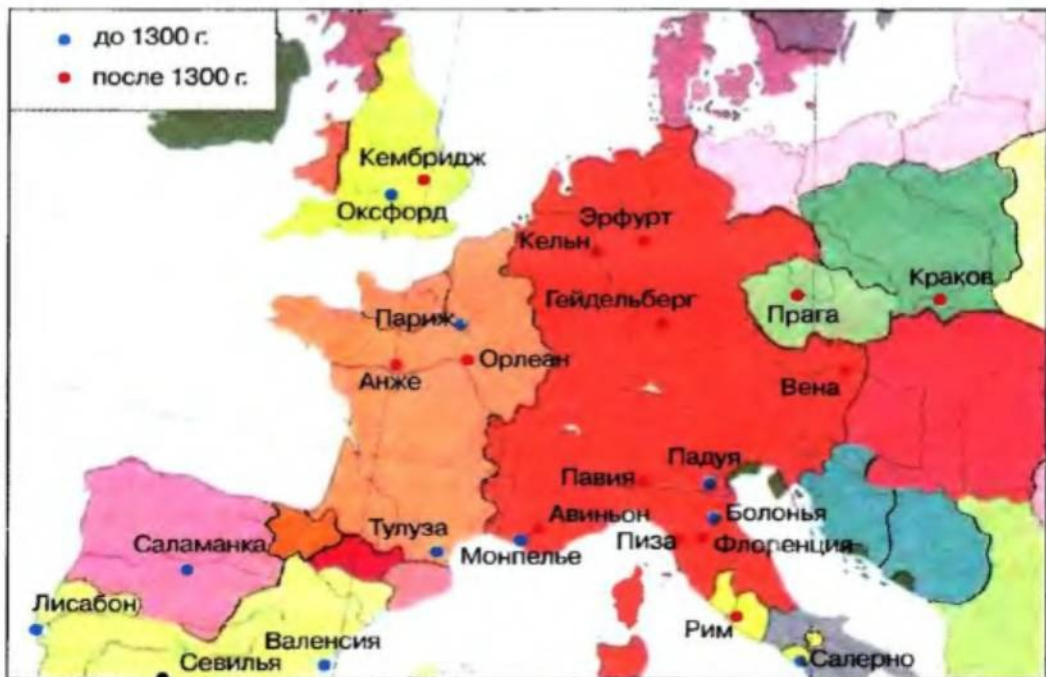 до 1300 г.
после 1300 г.
Кембридж
Оксфорд
Эрфурт
Кельн
Гейдельберг
Прага
Краков
Париж
Орлеан
Анже
Вена
Падуя
Павия
Болонья
Авиньон
Тулуза
Монпелье
Пиза
Флоренция
Саламанка
Лисабон
Рим
Валенсия
Севилья
Салерно